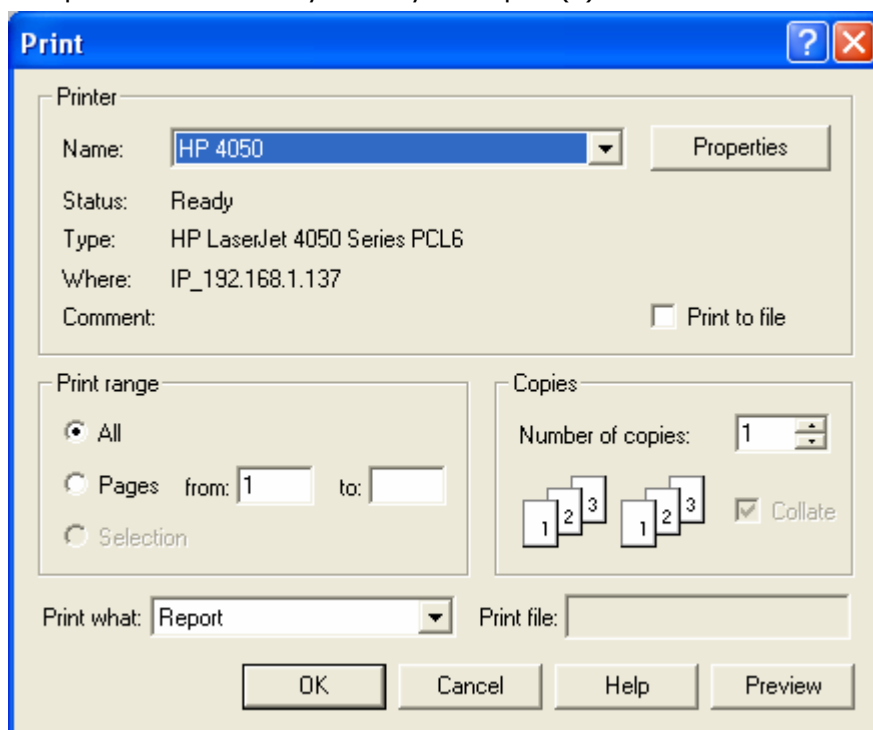 Print
Printer
Name: HP 4050 Properties
Status: Ready
Type: HP LaserJet 4050 Series PCL6
Where: IP_192.168.1.137
Comment: Print to file
Print range
All
Pages from: 1 to:
Selection
Copies
Number of copies: 1
1 2 3 1 2 3 Collate
Print what: Report Print file:
OK Cancel Help Preview